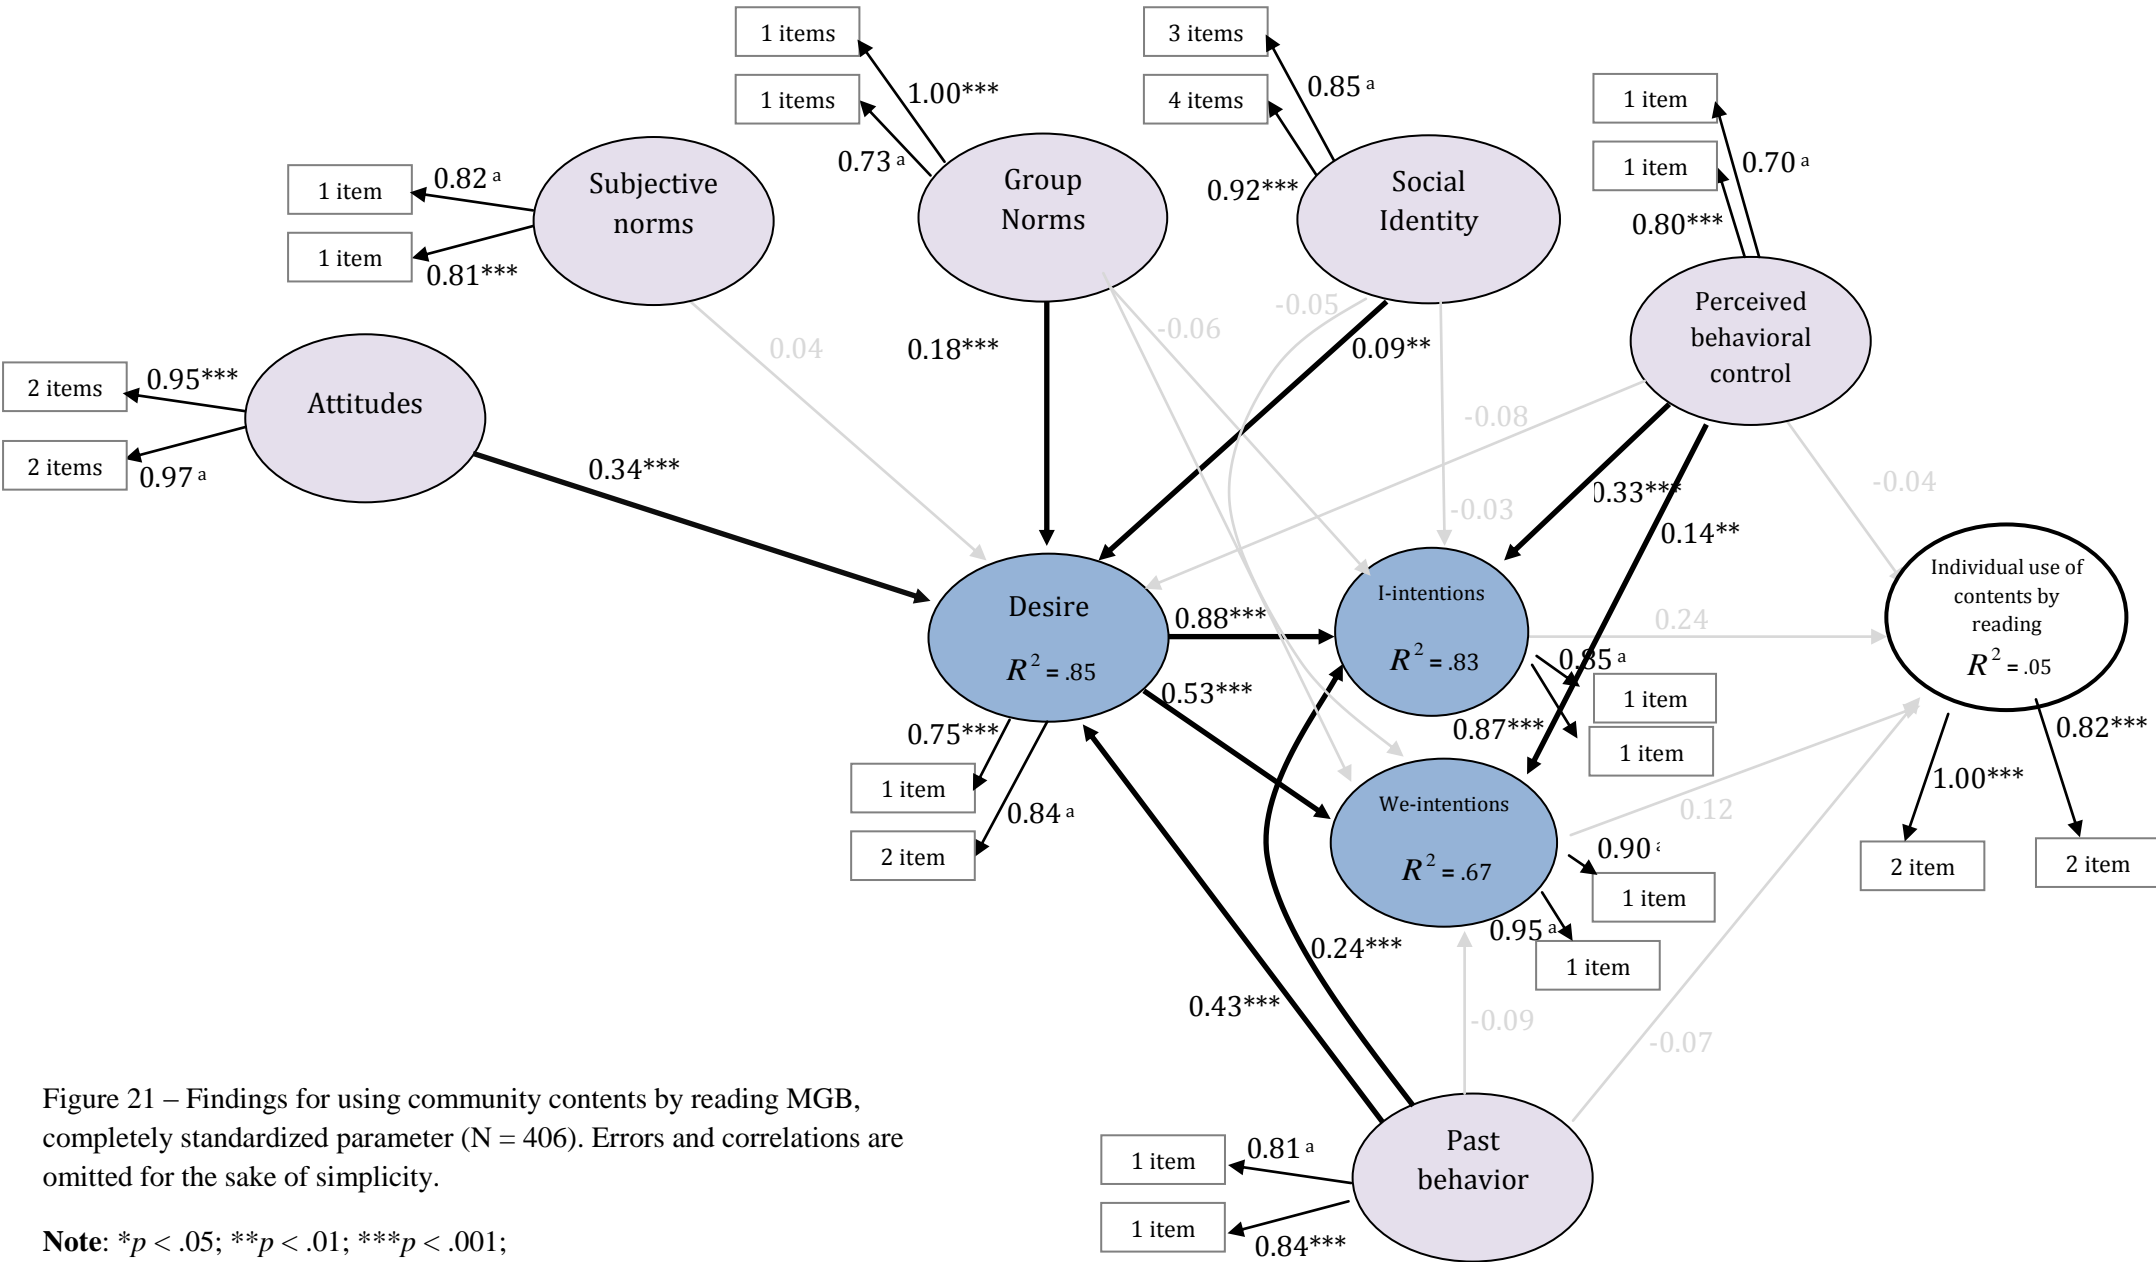 1 items
3 items
1.00***
0.85 ᵃ
1 items
4 items
1 item
0.73 ᵃ
0.92***
1 item
0.70 ᵃ
0.80***
1 item
0.82 ᵃ
Subjective
norms
Group
Norms
Social
Identity
1 item
0.81***
Perceived
behavioral
control
-0.05
-0.06
0.04
0.18***
0.09**
2 items
0.95***
Attitudes
2 items
0.97 ᵃ
0.34***
-0.08
-0.03
0.33***
0.14**
-0.04
Desire
R² = .85
0.88***
I-intentions
R² = .83
0.24
Individual use of
contents by
reading
R² = .05
0.85 ᵃ
1 item
0.53***
0.87***
1 item
0.75***
1 item
0.84 ᵃ
2 item
We-intentions
R² = .67
0.12
0.90
1 item
0.95 ᵃ
1 item
0.82***
1.00***
2 item
2 item
0.24***
0.43***
-0.09
-0.07
Past
behavior
1 item
0.81 ᵃ
1 item
0.84***
Figure 21 – Findings for using community contents by reading MGB,
completely standardized parameter (N = 406). Errors and correlations are
omitted for the sake of simplicity.
Note: *p < .05; **p < .01; ***p < .001;